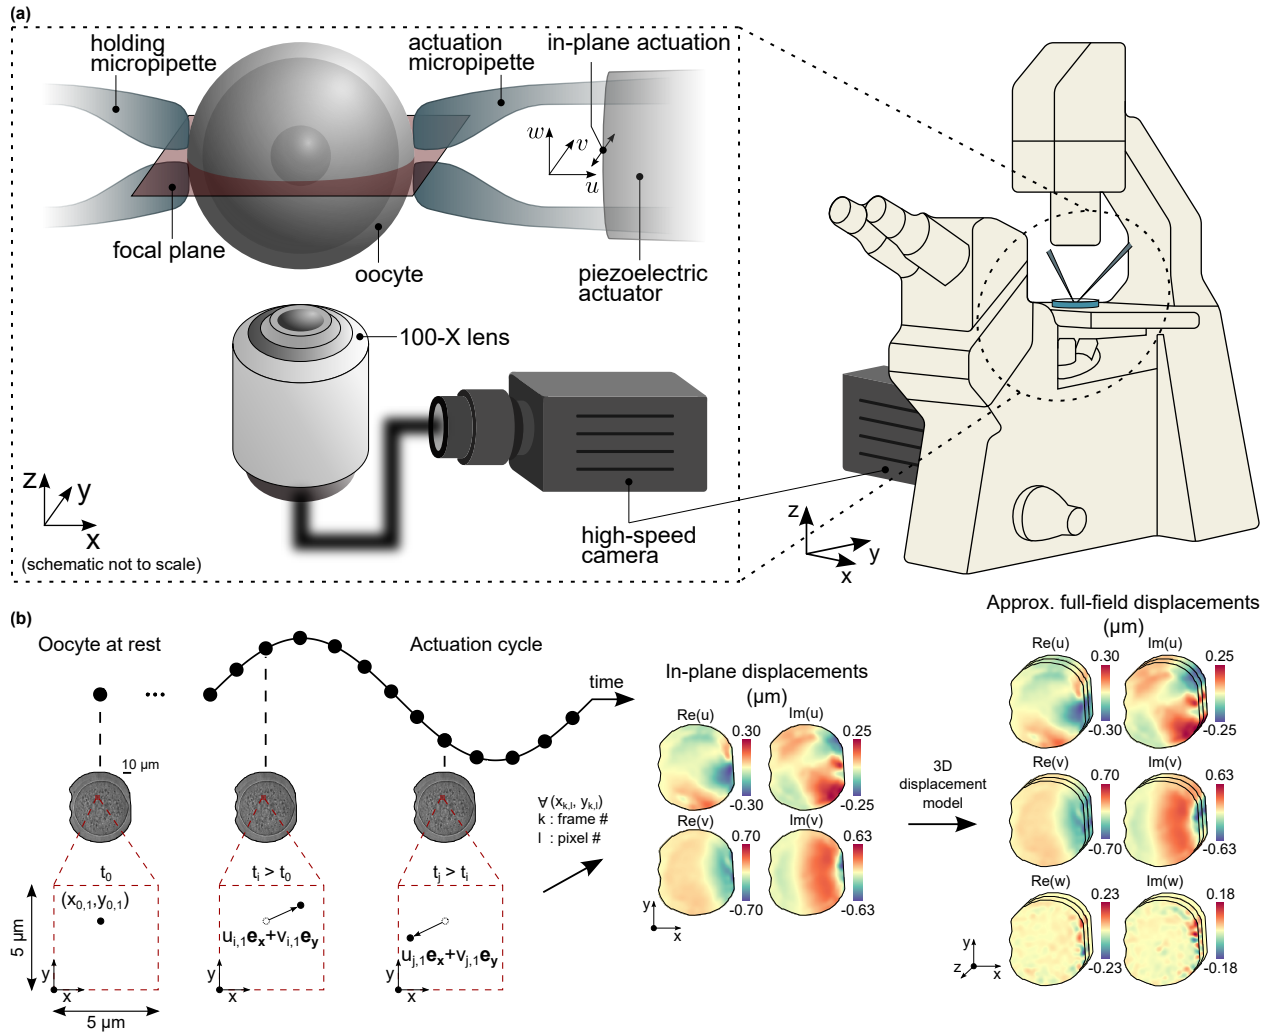 (a)
holding
micropipette
actuation
micropipette
in-plane actuation
w
v
u
focal plane
oocyte
piezoelectric
actuator
100-X lens
high-speed
camera
z
y
x
(schematic not to scale)
z
y
x
(b)
Oocyte at rest
Actuation cycle
time
10 µm
t0
ti > t0
tj > ti
(x0,1,y0,1)
ui,1ex+vi,1ey
uj,1ex+vj,1ey
5 µm
y
x
5 µm
y
x
y
x
∀ (xk,l, yk,l)
k : frame #
l : pixel #
In-plane displacements
(µm)
Re(u)
0.30
-0.30
Im(u)
0.25
-0.25
Re(v)
0.70
-0.70
Im(v)
0.63
-0.63
y
x
3D
displacement
model
Approx. full-field displacements
(µm)
Re(u)
0.30
-0.30
Im(u)
0.25
-0.25
Re(v)
0.70
-0.70
Im(v)
0.63
-0.63
Re(w)
0.23
-0.23
Im(w)
0.18
-0.18
y
z
x